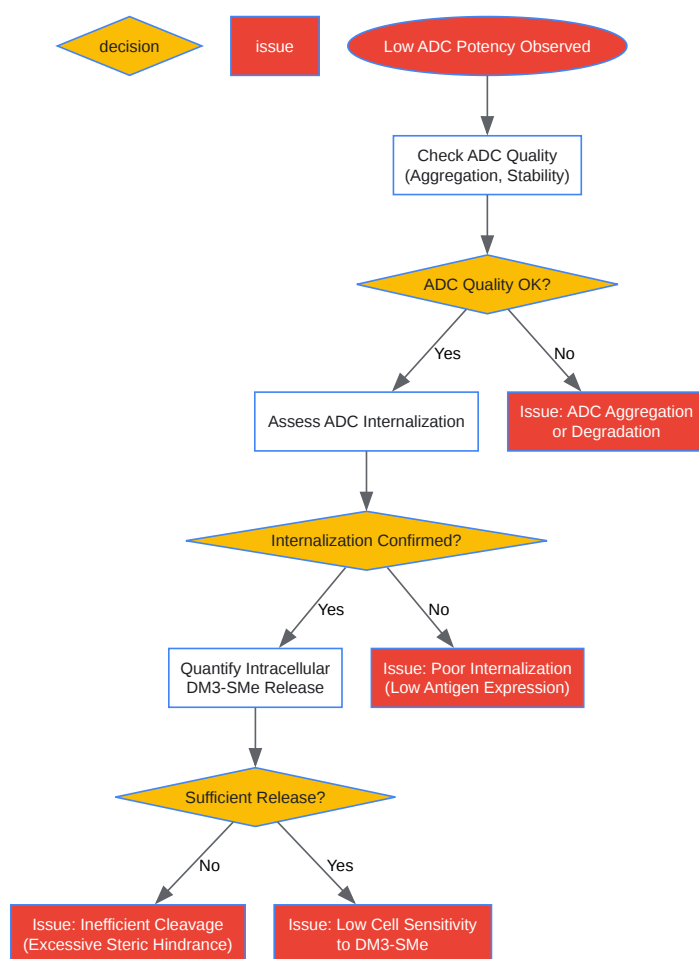 decision
issue
Low ADC Potency Observed
Check ADC Quality
(Aggregation, Stability)
ADC Quality OK?
Yes
No
Assess ADC Internalization
Issue: ADC Aggregation
or Degradation
Internalization Confirmed?
Yes
No
Quantify Intracellular
DM3-SMe Release
Issue: Poor Internalization
(Low Antigen Expression)
Sufficient Release?
No
Yes
Issue: Inefficient Cleavage
(Excessive Steric Hindrance)
Issue: Low Cell Sensitivity
to DM3-SMe